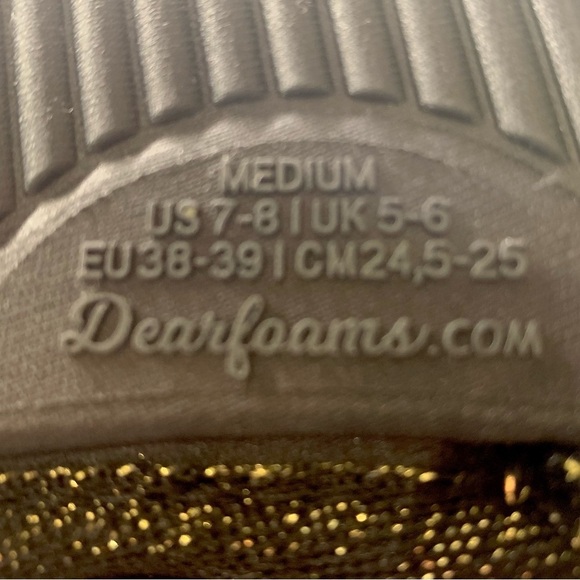 MEDIUM
US 7-8 | UK 5-6
EU 38-39 | CM 24,5-25
Dearfoams.COM